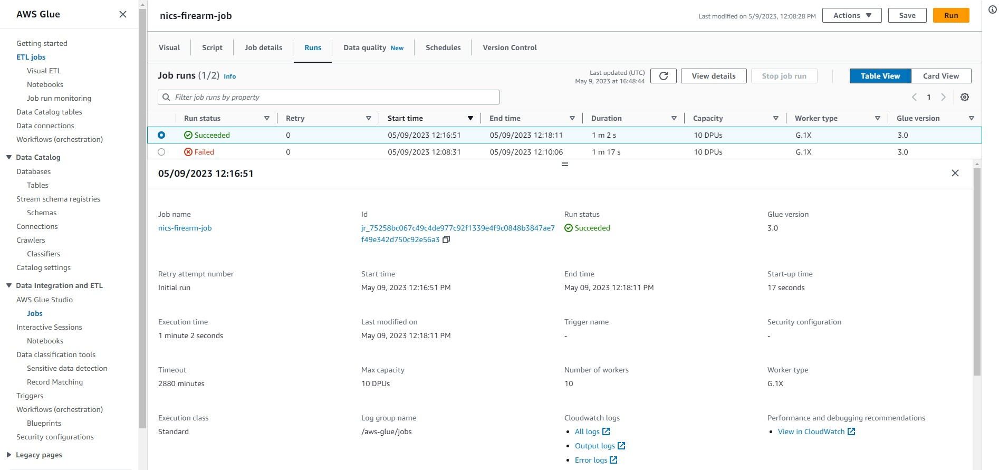 AWS Glue
Getting started
ETL jobs
Visual ETL
Notebooks
Job run monitoring
Data Catalog tables
Data connections
Workflows (orchestration)
Data Catalog
Databases
Tables
Stream schema registries
Schemas
Connections
Crawlers
Classifiers
Catalog settings
Data Integration and ETL
AWS Glue Studio
Jobs
Interactive Sessions
Notebooks
Data classification tools
Sensitive data detection
Record Matching
Triggers
Workflows (orchestration)
Blueprints
Security configurations
Legacy pages
nics-firearm-job
Last modified on 5/9/2023, 12:08:28 PM
Actions
Save
Run
Visual Script Job details Runs Data quality New Schedules Version Control
Job runs (1/2) Info
Last updated (UTC)
May 9, 2023 at 16:48:44
View details
Stop job run
Table View
Card View
Filter job runs by property
1
Run status Retry Start time End time Duration Capacity Worker type Glue version
Succeeded 0 05/09/2023 12:16:51 05/09/2023 12:18:11 1 m 2 s 10 DPUs G.1X 3.0
Failed 0 05/09/2023 12:08:31 05/09/2023 12:10:06 1 m 17 s 10 DPUs G.1X 3.0
05/09/2023 12:16:51
Job name
nics-firearm-job
Id
jr_75258bc067c49c4de977c92f1339e4f9c0848b3847ae7
f49e342d750c92e56a3
Run status
Succeeded
Glue version
3.0
Retry attempt number
Initial run
Start time
May 09, 2023 12:16:51 PM
End time
May 09, 2023 12:18:11 PM
Start-up time
17 seconds
Execution time
1 minute 2 seconds
Last modified on
May 09, 2023 12:18:11 PM
Trigger name
-
Security configuration
-
Timeout
2880 minutes
Max capacity
10 DPUs
Number of workers
10
Worker type
G.1X
Execution class
Standard
Log group name
/aws-glue/jobs
Cloudwatch logs
All logs
Output logs
Error logs
Performance and debugging recommendations
View in CloudWatch